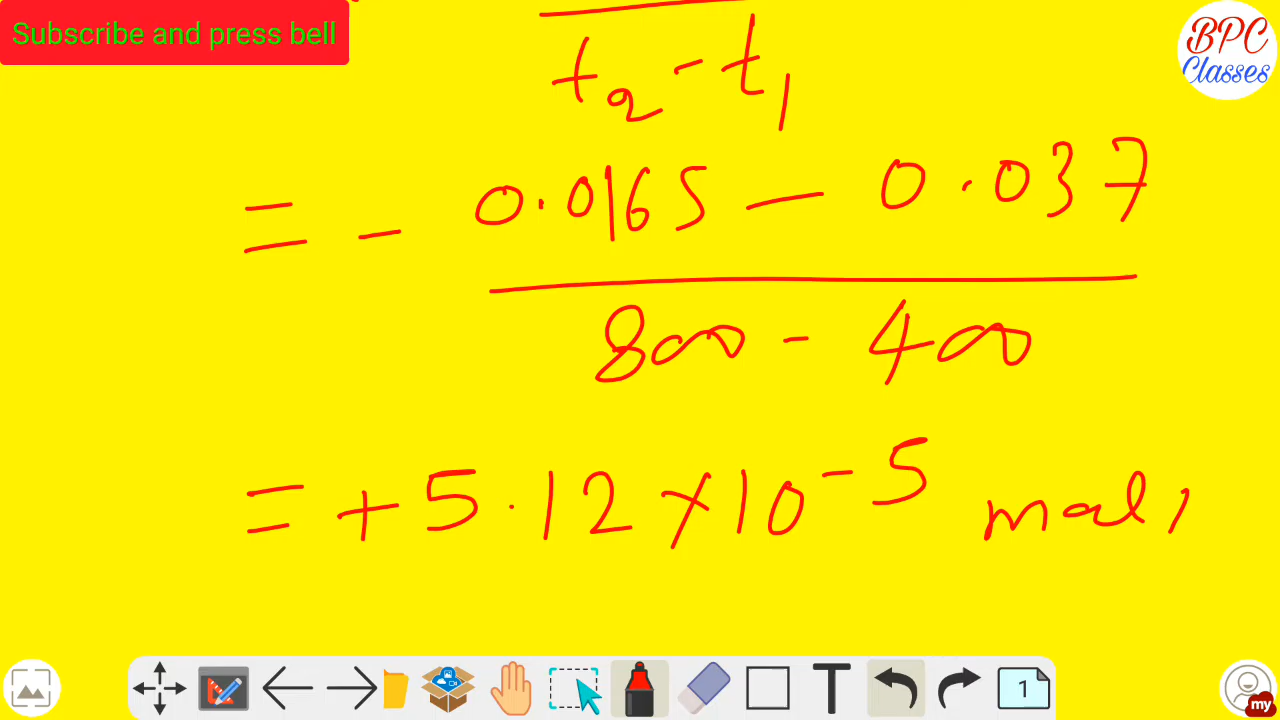 Subscribe and press bell
BPC
Classes
t₂ - t₁
= - 0.0165 - 0.037
800 - 400
= + 5.12 × 10⁻⁵ mol /
T
1
my